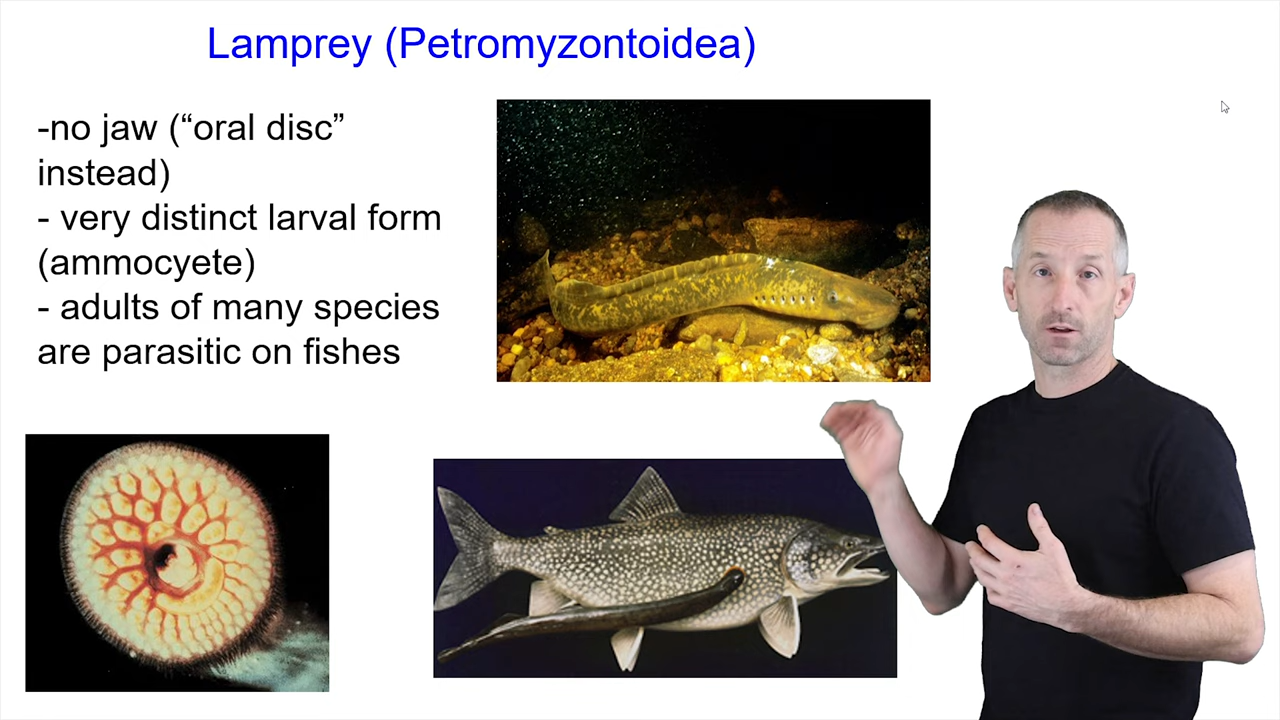 Lamprey (Petromyzontoidea)
-no jaw (“oral disc”
instead)
- very distinct larval form
(ammocyete)
- adults of many species
are parasitic on fishes